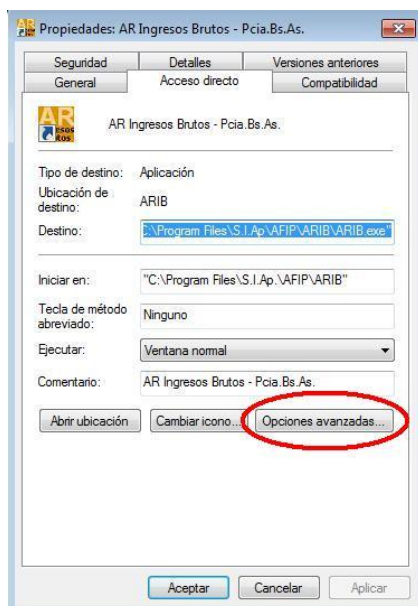 Propiedades: AR Ingresos Brutos - Pcia.Bs.As.
Seguridad Detalles Versiones anteriores
General Acceso directo Compatibilidad
AR
AR Ingresos Brutos - Pcia.Bs.As.
Tipo de destino: Aplicación
Ubicación de
destino: ARIB
Destino: C:\Program Files\S.I.Ap\AFIP\ARIB\ARIB.exe"
Iniciar en: "C:\Program Files\S.I.Ap.\AFIP\ARIB"
Tecla de método
abreviado: Ninguno
Ejecutar: Ventana normal
Comentario: AR Ingresos Brutos - Pcia.Bs.As.
Abrir ubicación Cambiar icono... Opciones avanzadas...
Aceptar Cancelar Aplicar